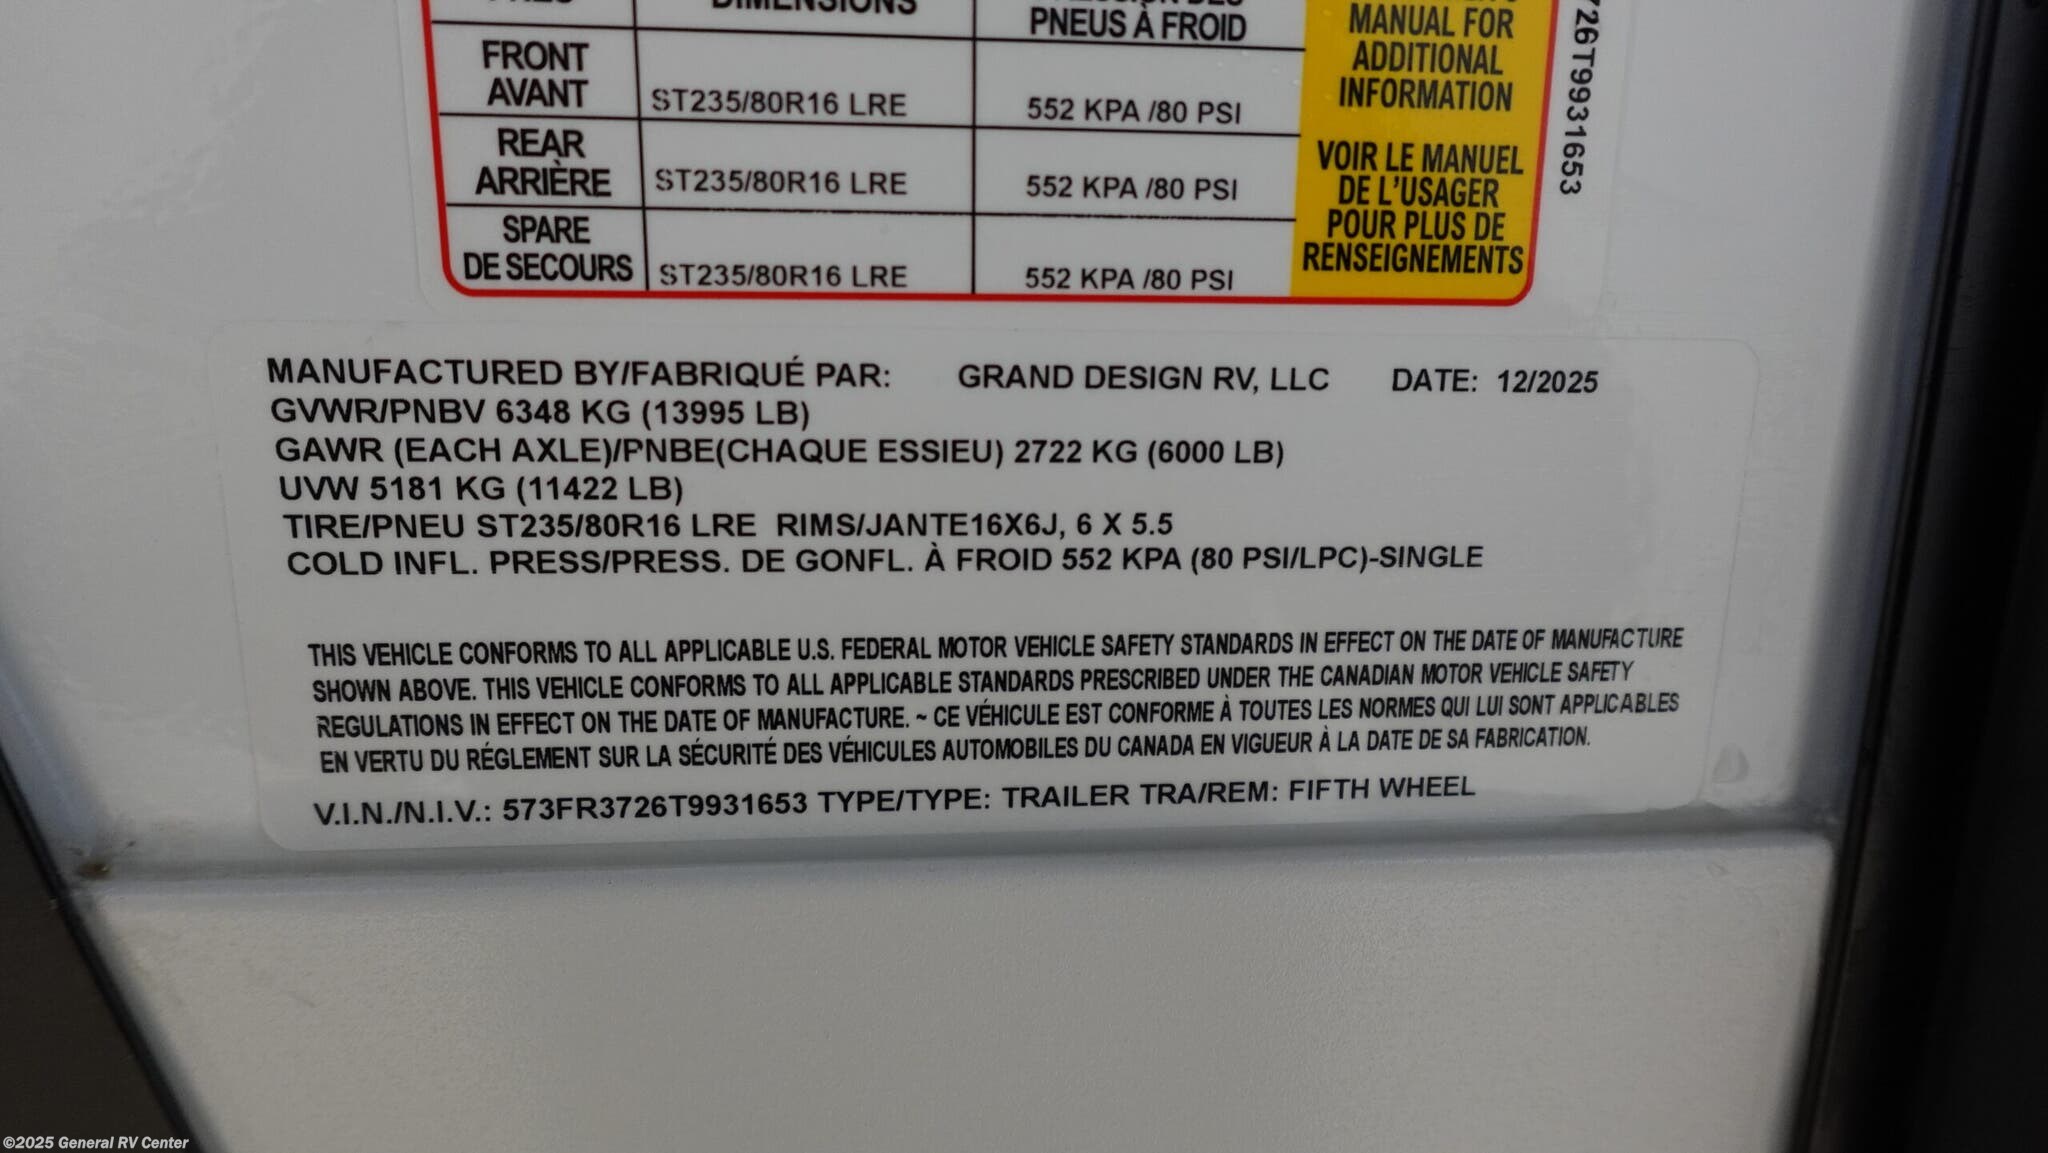 DIMENSIONS
PNEUS À FROID
FRONT
AVANT
ST235/80R16 LRE
552 KPA /80 PSI
REAR
ARRIÈRE
ST235/80R16 LRE
552 KPA /80 PSI
SPARE
DE SECOURS
ST235/80R16 LRE
552 KPA /80 PSI
MANUAL FOR
ADDITIONAL
INFORMATION
VOIR LE MANUEL
DE L'USAGER
POUR PLUS DE
RENSEIGNEMENTS
726T9931653
MANUFACTURED BY/FABRIQUÉ PAR: GRAND DESIGN RV, LLC DATE: 12/2025
GVWR/PNBV 6348 KG (13995 LB)
GAWR (EACH AXLE)/PNBE(CHAQUE ESSIEU) 2722 KG (6000 LB)
UVW 5181 KG (11422 LB)
TIRE/PNEU ST235/80R16 LRE RIMS/JANTE16X6J, 6 X 5.5
COLD INFL. PRESS/PRESS. DE GONFL. À FROID 552 KPA (80 PSI/LPC)-SINGLE
THIS VEHICLE CONFORMS TO ALL APPLICABLE U.S. FEDERAL MOTOR VEHICLE SAFETY STANDARDS IN EFFECT ON THE DATE OF MANUFACTURE
SHOWN ABOVE. THIS VEHICLE CONFORMS TO ALL APPLICABLE STANDARDS PRESCRIBED UNDER THE CANADIAN MOTOR VEHICLE SAFETY
REGULATIONS IN EFFECT ON THE DATE OF MANUFACTURE. ~ CE VÉHICULE EST CONFORME À TOUTES LES NORMES QUI LUI SONT APPLICABLES
EN VERTU DU RÉGLEMENT SUR LA SÉCURITÉ DES VÉHICULES AUTOMOBILES DU CANADA EN VIGUEUR À LA DATE DE SA FABRICATION.
V.I.N./N.I.V.: 573FR3726T9931653 TYPE/TYPE: TRAILER TRA/REM: FIFTH WHEEL
©2025 General RV Center